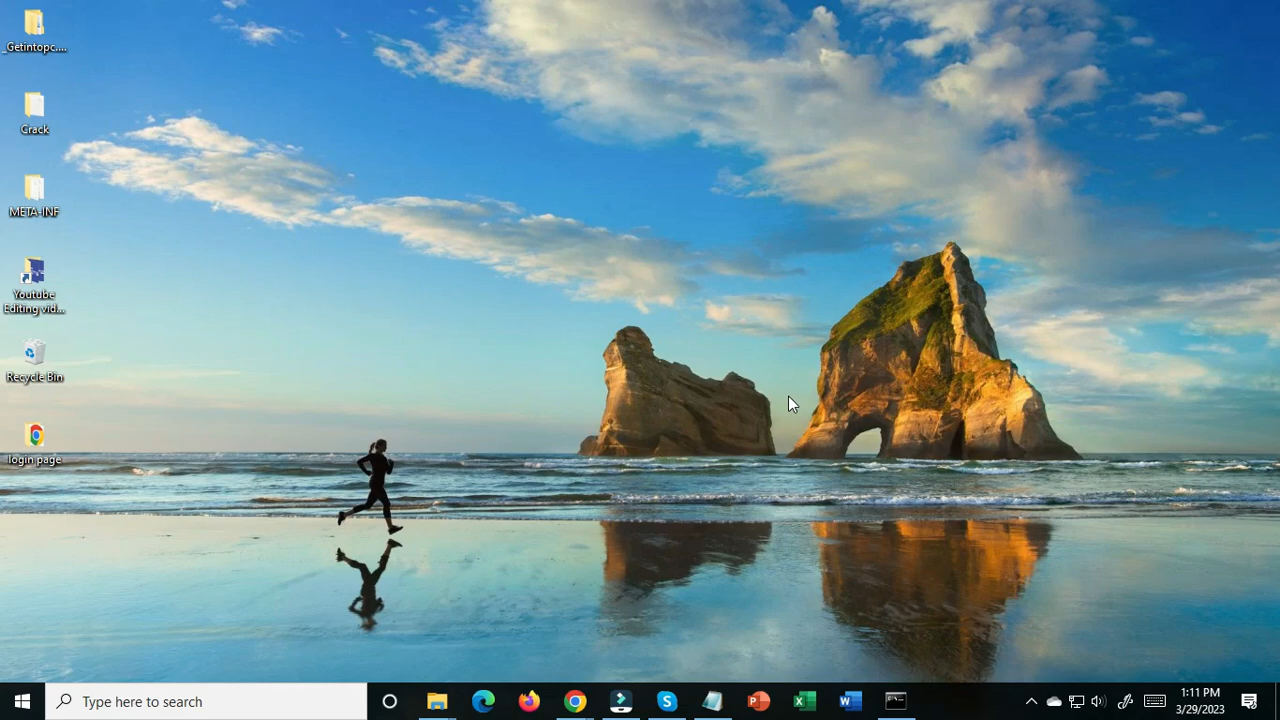 _Getintopc....
Crack
META-INF
Youtube
Editing vid...
Recycle Bin
login page
Type here to search
1:11 PM
3/29/2023